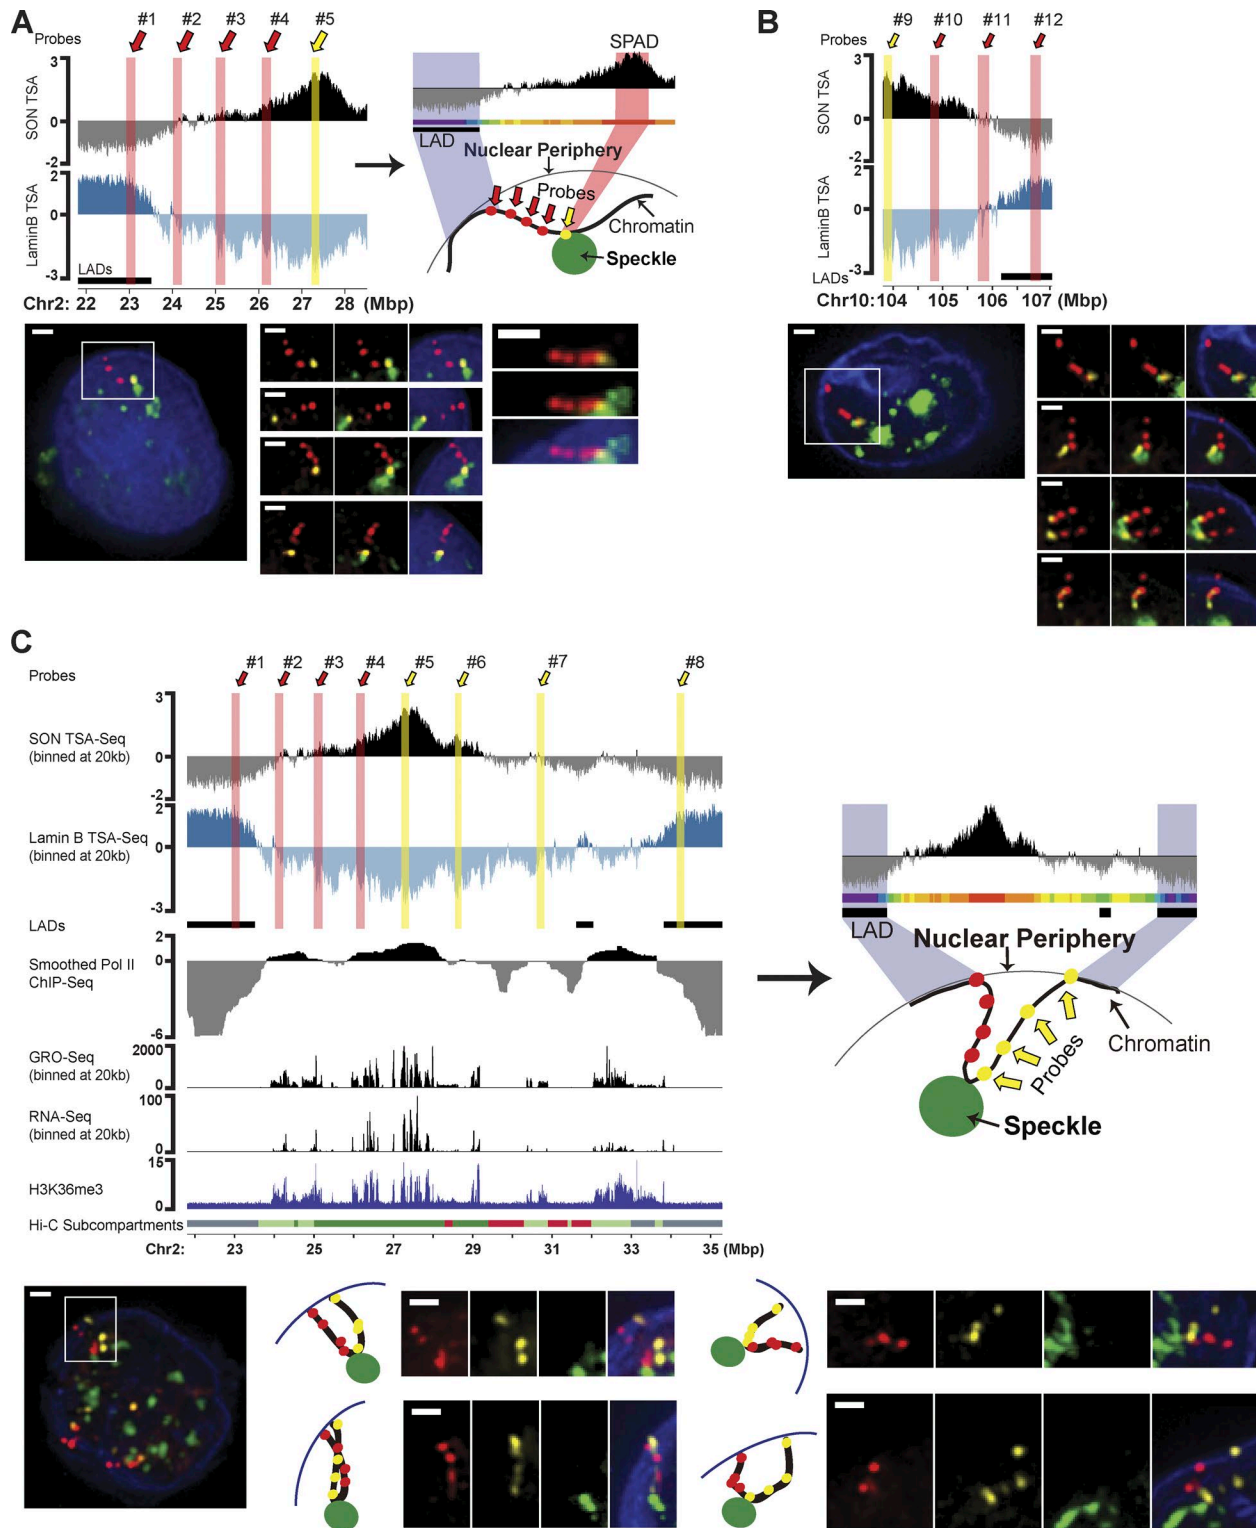 A
Probes
#1
#2
#3
#4
#5
3
0
-2
SON TSA
2
0
-3
LaminB TSA
LADs
Chr2: 22 23 24 25 26 27 28 (Mbp)
SPAD
LAD
Nuclear Periphery
Probes
Chromatin
Speckle
B
Probes
#9
#10
#11
#12
3
0
-2
SON TSA
2
0
-3
LaminB TSA
LADs
Chr10: 104 105 106 107 (Mbp)
C
Probes
#1
#2
#3
#4
#5
#6
#7
#8
SON TSA-Seq
(binned at 20kb)
3
0
-2
Lamin B TSA-Seq
(binned at 20kb)
2
0
-3
LADs
Smoothed Pol II
ChIP-Seq
2
0
-6
GRO-Seq
(binned at 20kb)
2000
0
RNA-Seq
(binned at 20kb)
100
0
H3K36me3
15
0
Hi-C Subcompartments
Chr2: 23 25 27 29 31 33 35 (Mbp)
LAD
Nuclear Periphery
Probes
Chromatin
Speckle